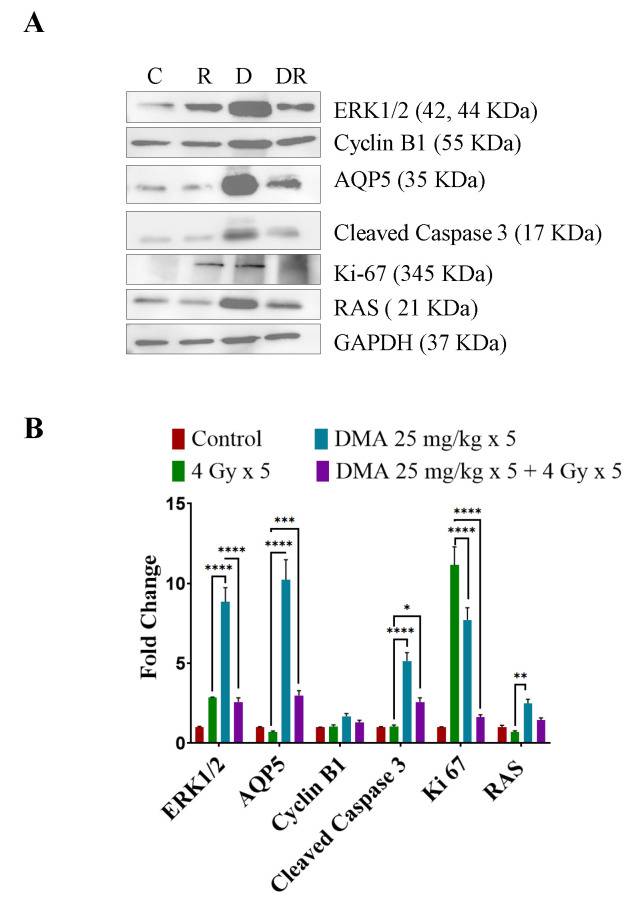 A
C R D DR
ERK1/2 (42, 44 KDa)
Cyclin B1 (55 KDa)
AQP5 (35 KDa)
Cleaved Caspase 3 (17 KDa)
Ki-67 (345 KDa)
RAS ( 21 KDa)
GAPDH (37 KDa)
B
Control DMA 25 mg/kg x 5
4 Gy x 5 DMA 25 mg/kg x 5 + 4 Gy x 5
Fold Change
15
10
5
0
**** ****
**** ***
**** *
**** ****
**
ERK1/2
AQP5
Cyclin B1
Cleaved Caspase 3
Ki 67
RAS